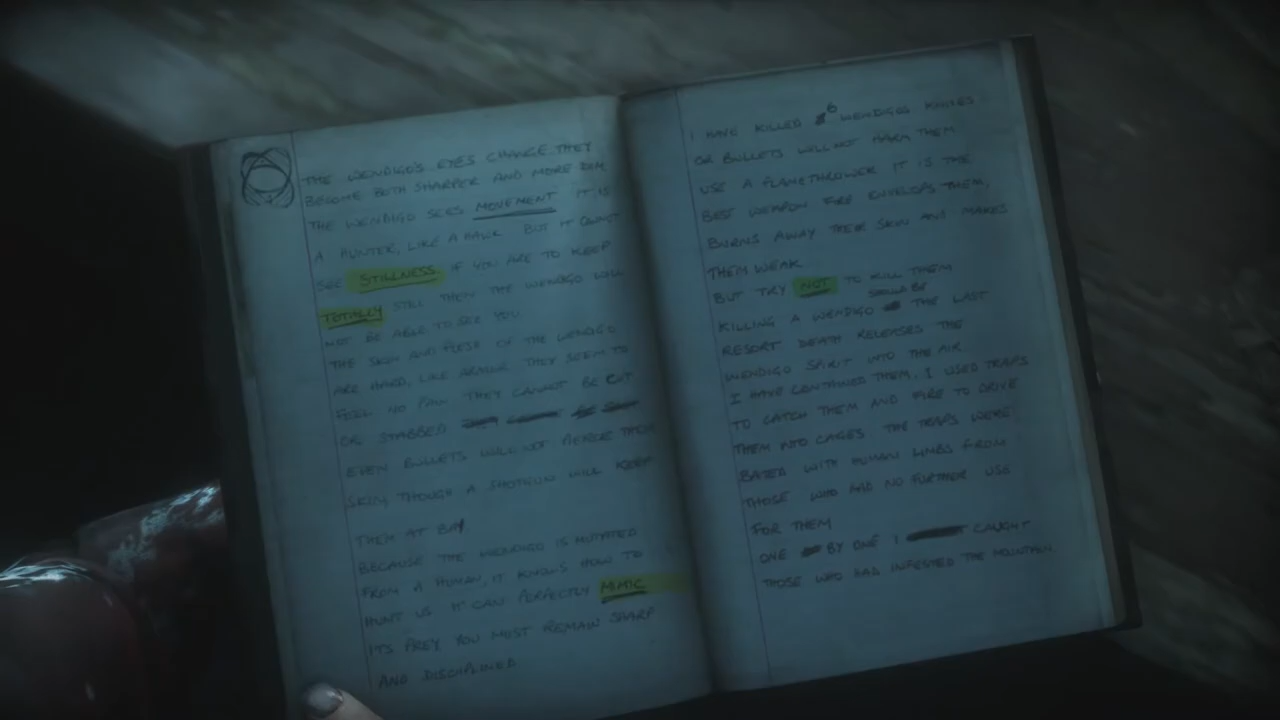 THE WENDIGO'S EYES CHANGE. THEY
BECOME BOTH SHARPER AND MORE DIM
THE WENDIGO SEES MOVEMENT IT IS
A HUNTER, LIKE A HAWK BUT IT CANNOT
SEE STILLNESS. IF YOU ARE TO KEEP
TOTALLY STILL THEN THE WENDIGO WILL
NOT BE ABLE TO SEE YOU.
THE SKIN AND FLESH OF THE WENDIGO
ARE HARD, LIKE ARMOR THEY SEEM TO
FEEL NO PAIN THEY CANNOT BE CUT
OR STABBED
EVEN BULLETS WILL NOT PIERCE THEIR
SKIN THOUGH A SHOTGUN WILL KEEP
THEM AT BAY
BECAUSE THE WENDIGO IS MUTATED
FROM A HUMAN, IT KNOWS HOW TO
HUNT US IT CAN PERFECTLY MIMIC
ITS PREY YOU MUST REMAIN SHARP
AND DISCIPLINED
I HAVE KILLED 6 WENDIGOS KNIVES
OR BULLETS WILL NOT HARM THEM
USE A FLAMETHROWER IT IS THE
BEST WEAPON FIRE ENVELOPS THEM,
BURNS AWAY THEIR SKIN AND MAKES
THEM WEAK
BUT TRY NOT TO KILL THEM
KILLING A WENDIGO SHOULD BE THE LAST
RESORT DEATH RELEASES THE
WENDIGO SPIRIT INTO THE AIR
I HAVE CONTAINED THEM. I USED TRAPS
TO CATCH THEM AND FIRE TO DRIVE
THEM INTO CAGES THE TRAPS WERE
BAITED WITH HUMAN LIMBS FROM
THOSE WHO HAD NO FURTHER USE
FOR THEM
ONE BY ONE I CAUGHT
THOSE WHO HAD INFESTED THE MOUNTAIN.